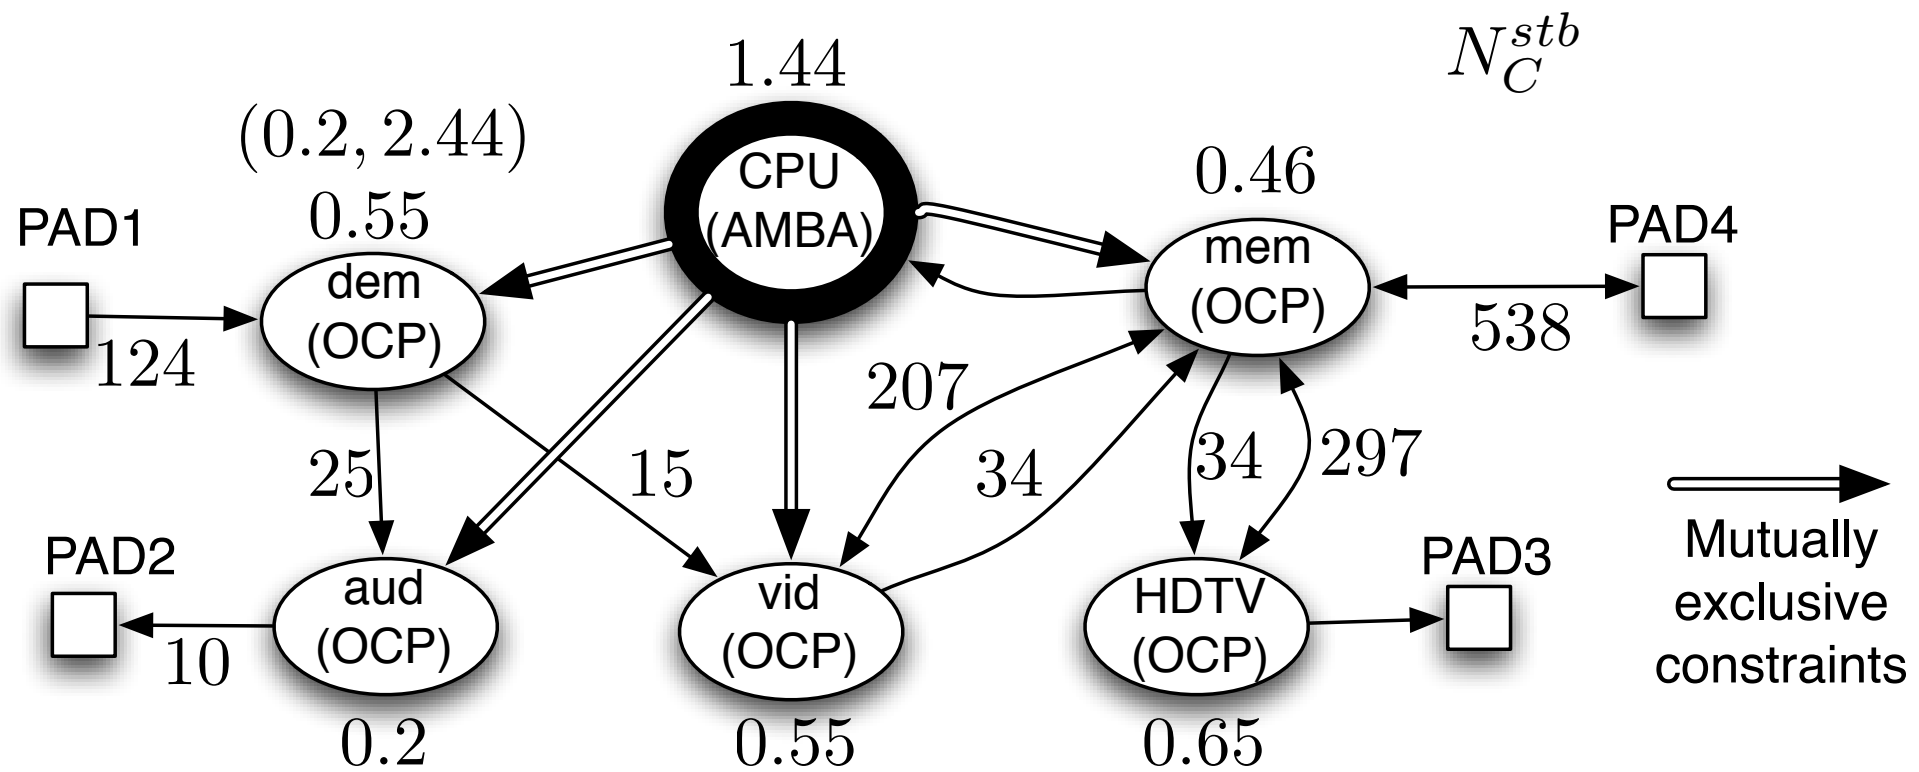 N_C^{stb}
1.44
(0.2, 2.44)
0.55
0.46
PAD1
CPU
(AMBA)
PAD4
dem
(OCP)
mem
(OCP)
124
538
207
25
15
34
34
297
PAD2
aud
(OCP)
vid
(OCP)
HDTV
(OCP)
PAD3
10
0.2
0.55
0.65
Mutually
exclusive
constraints